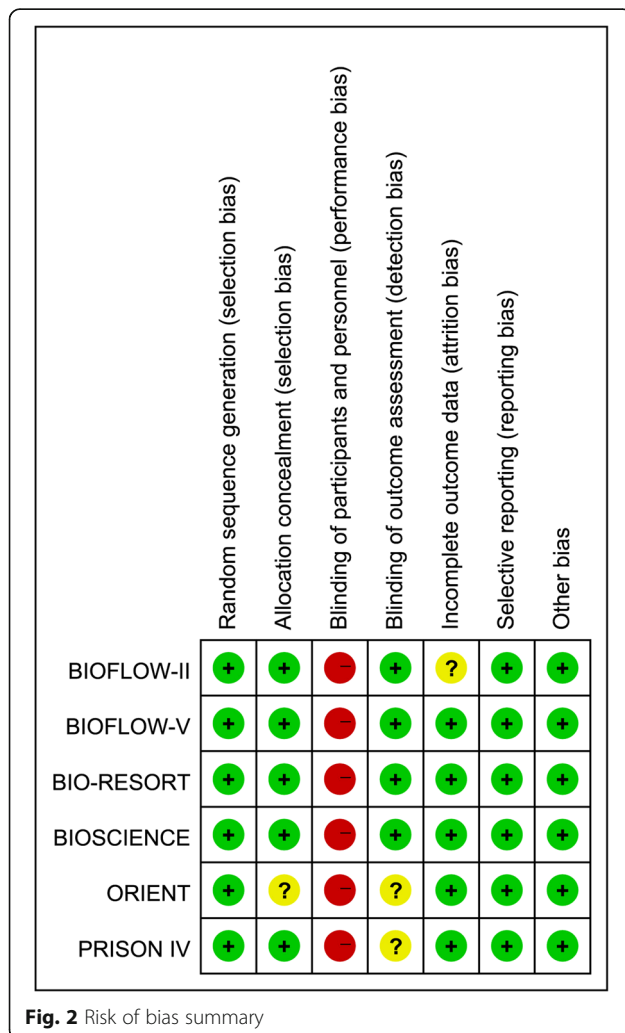 Random sequence generation (selection bias)
Allocation concealment (selection bias)
Blinding of participants and personnel (performance bias)
Blinding of outcome assessment (detection bias)
Incomplete outcome data (attrition bias)
Selective reporting (reporting bias)
Other bias
BIOFLOW-II + + – + ? + +
BIOFLOW-V + + – + + + +
BIO-RESORT + + – + + + +
BIOSCIENCE + + – + + + +
ORIENT + ? – ? + + +
PRISON IV + + – ? + + +
Fig. 2 Risk of bias summary